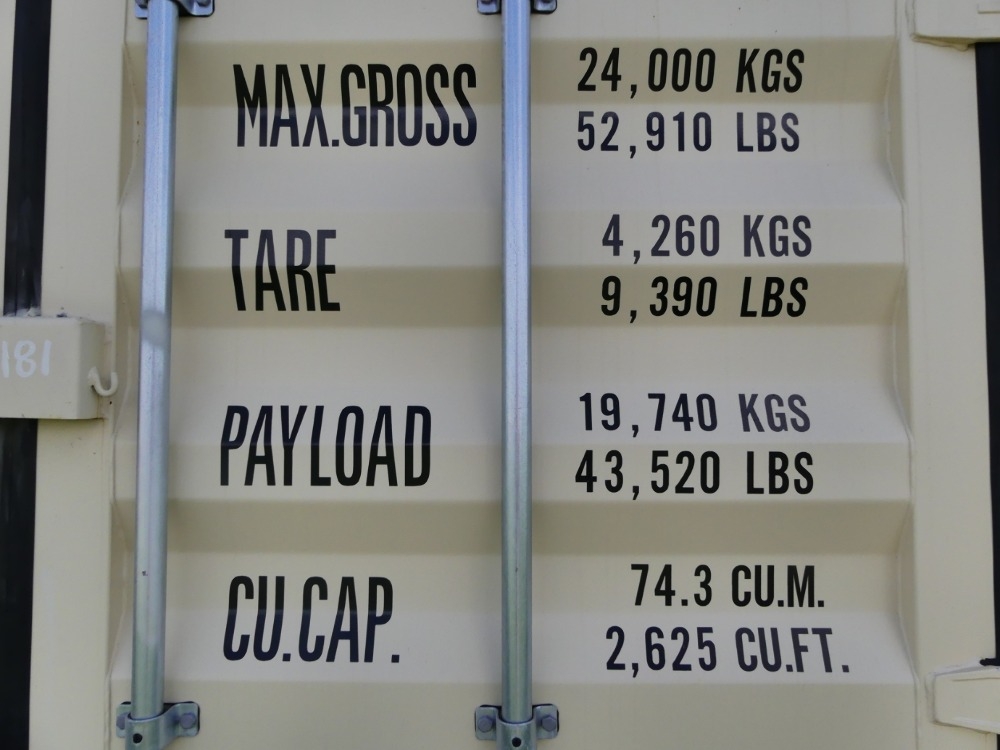 MAX.GROSS 24,000 KGS
52,910 LBS
TARE 4,260 KGS
9,390 LBS
181
PAYLOAD 19,740 KGS
43,520 LBS
CU.CAP. 74.3 CU.M.
2,625 CU.FT.